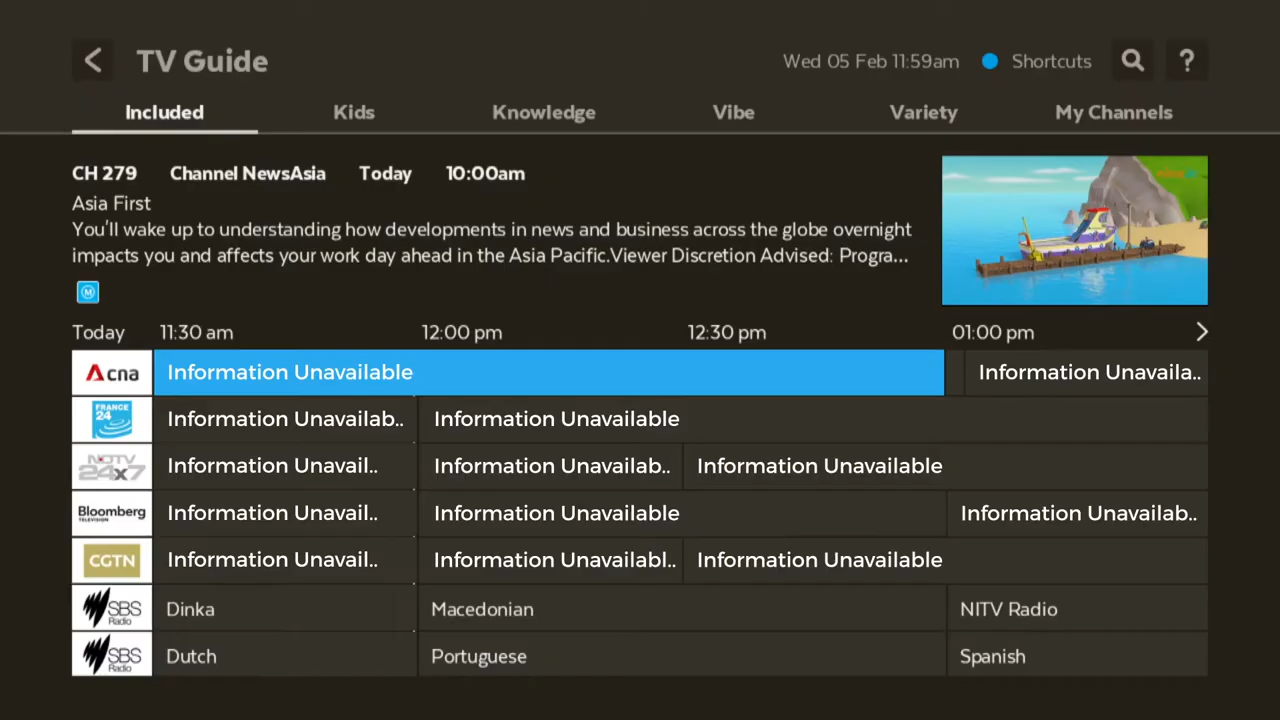 TV Guide
Wed 05 Feb 11:59am Shortcuts ?
Included Kids Knowledge Vibe Variety My Channels
CH 279 Channel NewsAsia Today 10:00am
Asia First
You'll wake up to understanding how developments in news and business across the globe overnight
impacts you and affects your work day ahead in the Asia Pacific.Viewer Discretion Advised: Progra...
M
Today 11:30 am 12:00 pm 12:30 pm 01:00 pm
cna Information Unavailable Information Unavaila..
FRANCE
24
Information Unavailab.. Information Unavailable
NDTV
24x7
Information Unavail.. Information Unavailab.. Information Unavailable
Bloomberg
TELEVISION
Information Unavail.. Information Unavailable Information Unavailab..
CGTN Information Unavail.. Information Unavailabl.. Information Unavailable
SBS
Radio
Dinka Macedonian NITV Radio
SBS
Radio
Dutch Portuguese Spanish